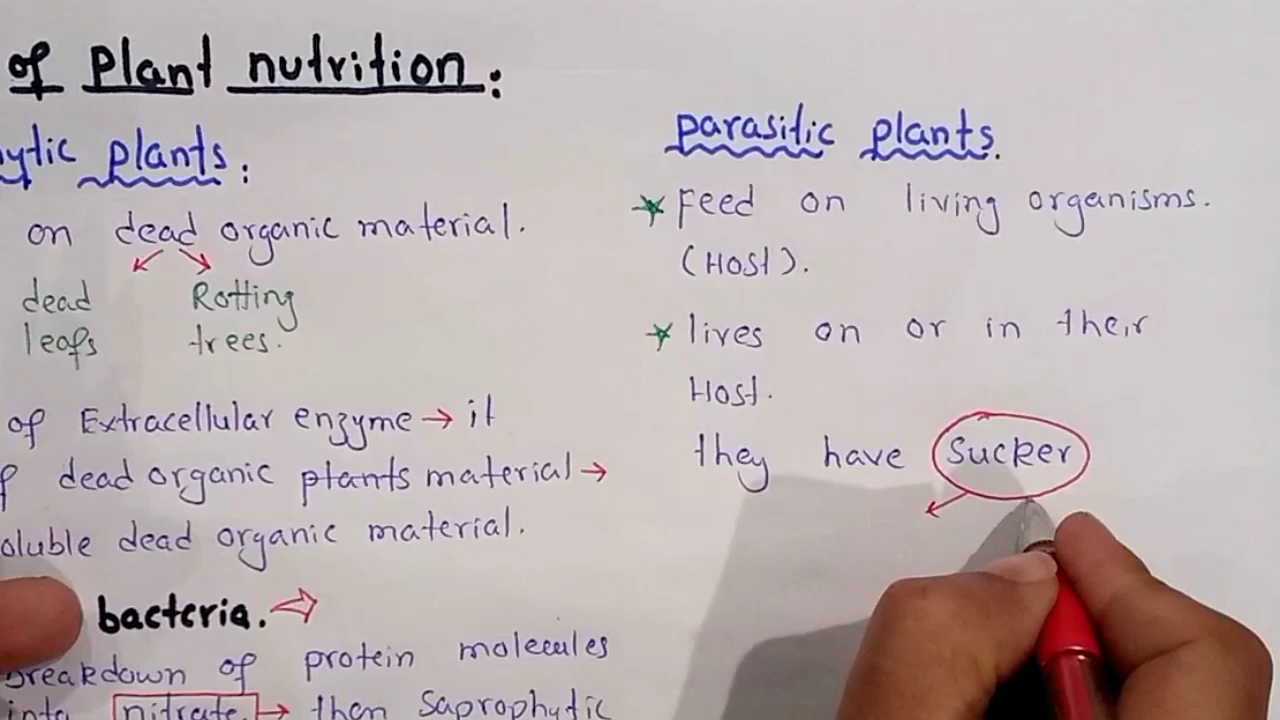 of Plant nutrition:
ytic plants:
on dead organic material.
dead Rotting
leafs trees.
of Extracellular enzyme → it
dead organic plants material →
oluble dead organic material.
bacteria. ⇒
breakdown of protein molecules
into nitrate → then saprophytic
parasitic plants.
* Feed on living organisms.
(Host).
* lives on or in their
Host.
they have Sucker